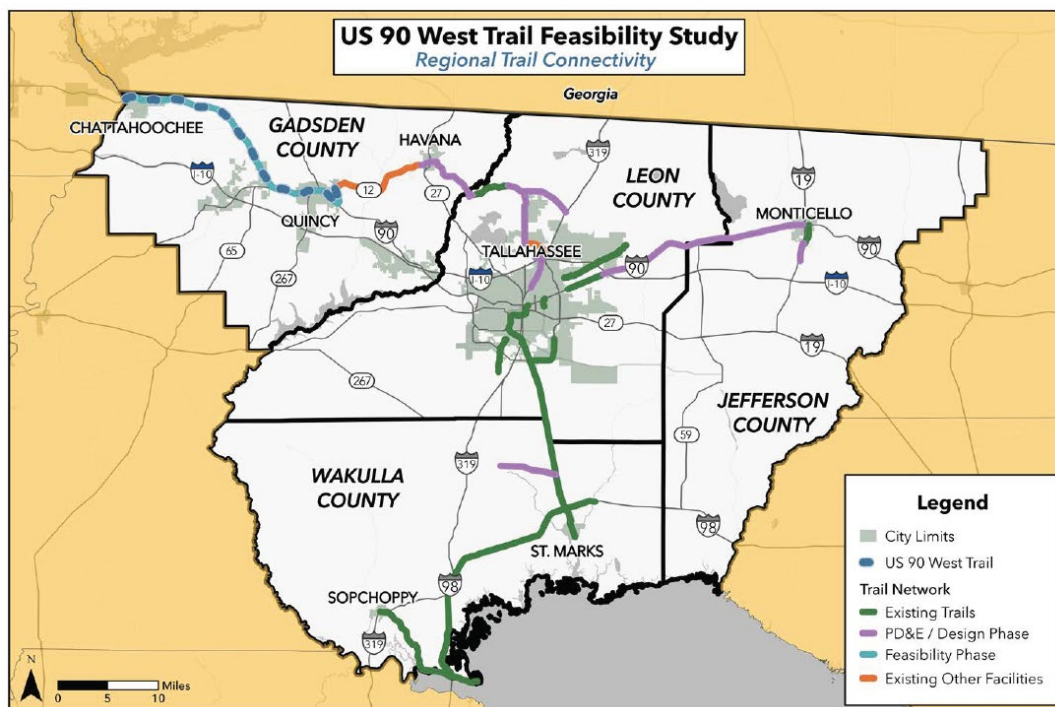 US 90 West Trail Feasibility Study
Regional Trail Connectivity
Georgia
CHATTAHOOCHEE
GADSDEN
COUNTY
HAVANA
319
LEON
COUNTY
19
I-10
12
27
MONTICELLO
QUINCY
90
TALLAHASSEE
90
90
65
267
I-10
I-10
27
19
267
JEFFERSON
COUNTY
59
319
WAKULLA
COUNTY
98
ST. MARKS
98
SOPCHOPPY
319
N
0 5 10 Miles
Legend
City Limits
US 90 West Trail
Trail Network
Existing Trails
PD&E / Design Phase
Feasibility Phase
Existing Other Facilities